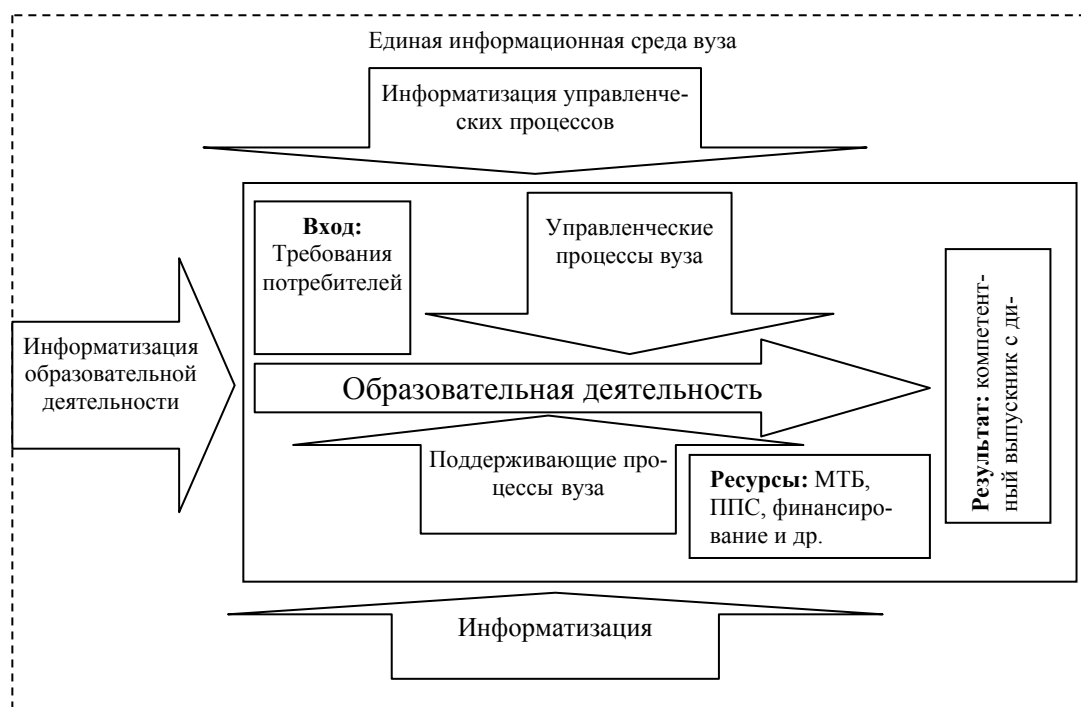 Единая информационная среда вуза
Информатизация управленче-
ских процессов
Вход:
Требования
потребителей
Управленческие
процессы вуза
Информатизация
образовательной
деятельности
Образовательная деятельность
Результат: компетент-
ный выпускник с ди-
Поддерживающие про-
цессы вуза
Ресурсы: МТБ,
ППС, финансиро-
вание и др.
Информатизация